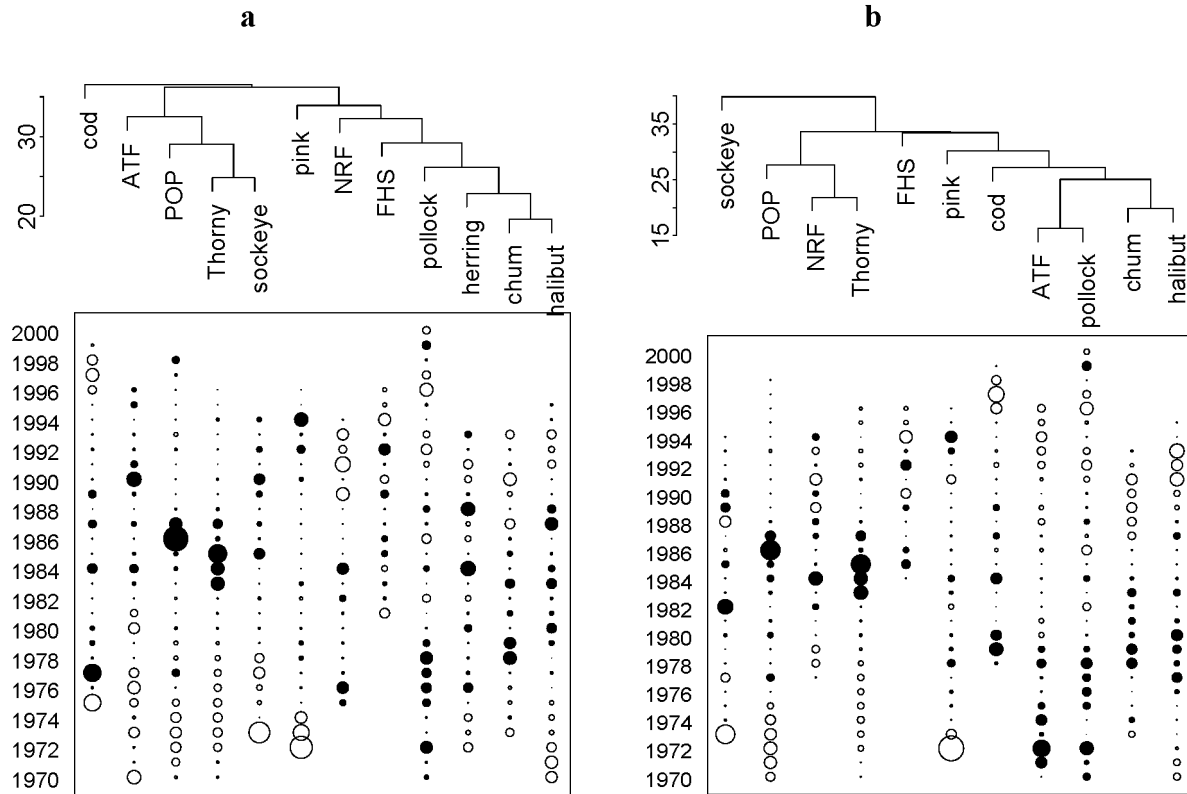 a
30
20
cod
ATF
POP
Thorny
sockeye
pink
NRF
FHS
pollock
herring
chum
halibut
2000
1998
1996
1994
1992
1990
1988
1986
1984
1982
1980
1978
1976
1974
1972
1970
b
35
25
15
sockeye
POP
NRF
Thorny
FHS
pink
cod
ATF
pollock
chum
halibut
2000
1998
1996
1994
1992
1990
1988
1986
1984
1982
1980
1978
1976
1974
1972
1970